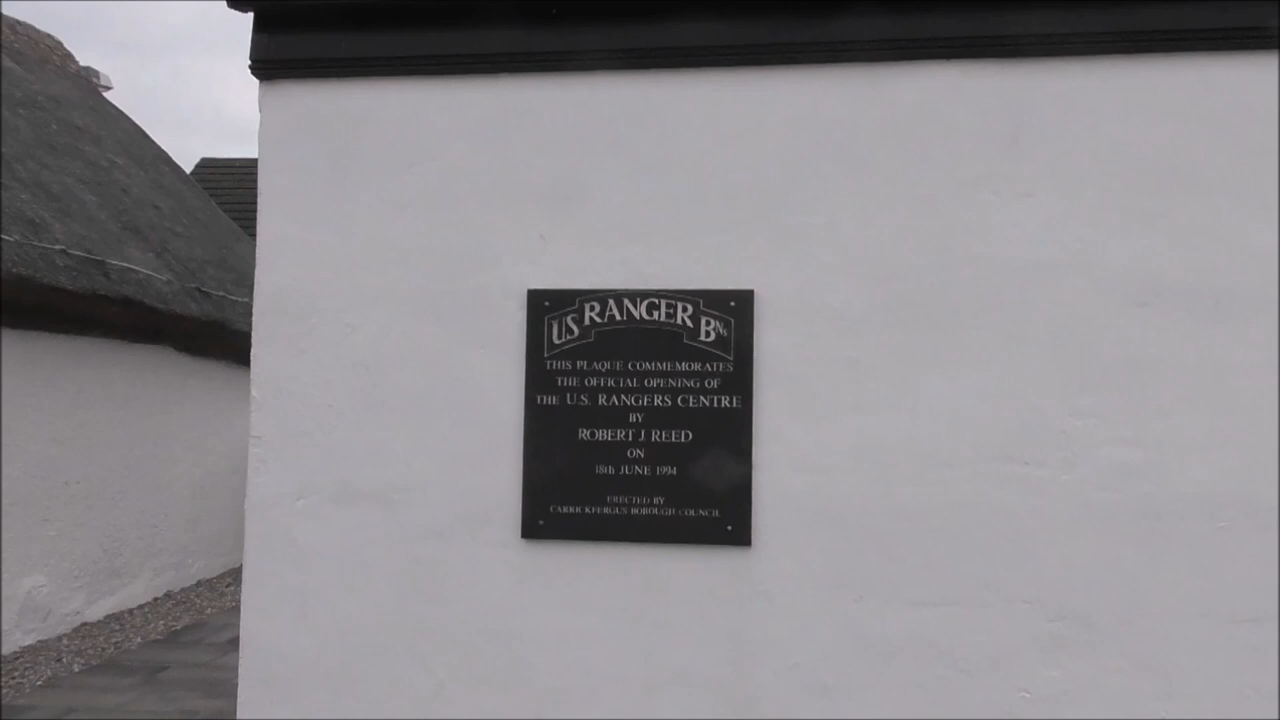 US RANGER BNs
THIS PLAQUE COMMEMORATES
THE OFFICIAL OPENING OF
THE U.S. RANGERS CENTRE
BY
ROBERT J. REED
ON
18th JUNE 1994
ERECTED BY
CARRICKFERGUS BOROUGH COUNCIL